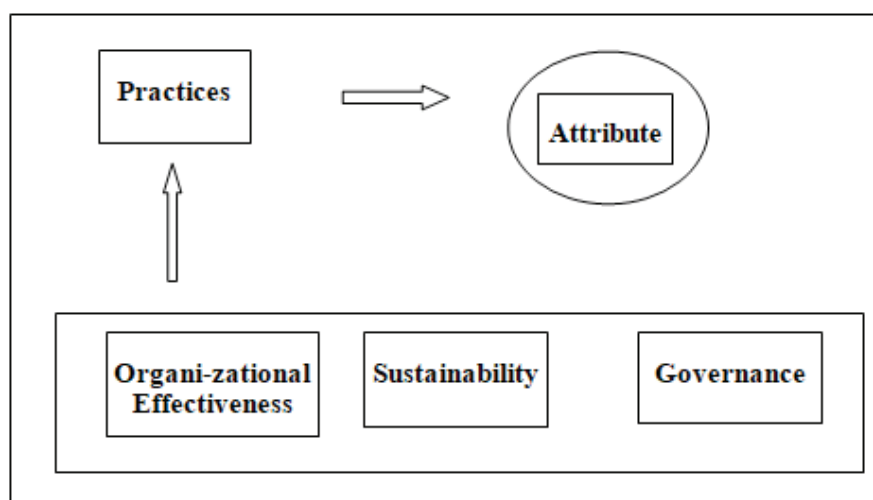 Practices
Attribute
Organi-zational
Effectiveness
Sustainability
Governance